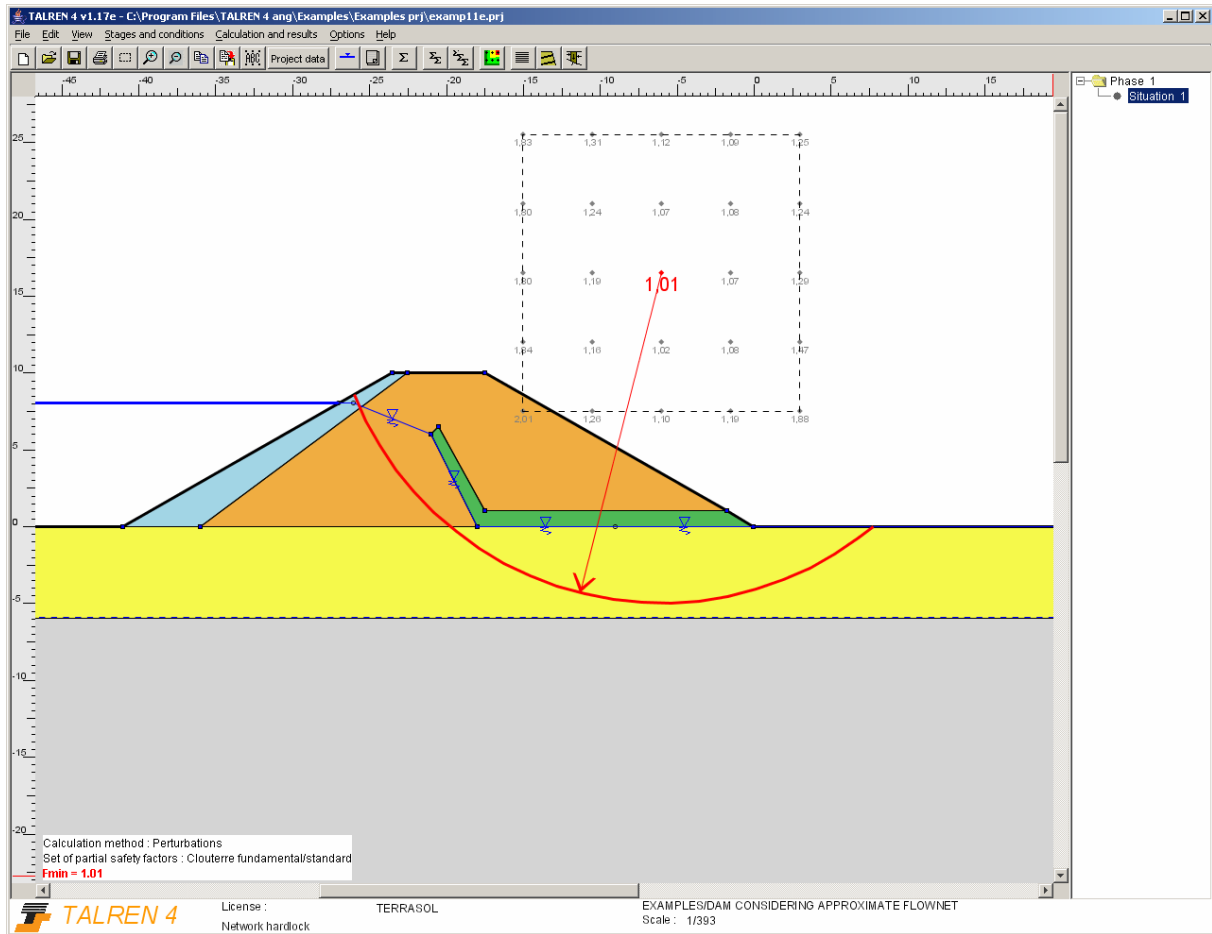 TALREN 4 v1.17e - C:\Program Files\TALREN 4 ang\Examples\Examples prj\examp11e.prj
File Edit View Stages and conditions Calculation and results Options Help
ABC Project data Σ Σ Σ Σ Σ
-45 -40 -35 -30 -25 -20 -15 -10 -5 0 5 10 15
Phase 1
Situation 1
25
1,83 1,31 1,12 1,09 1,25
20
1,80 1,24 1,07 1,08 1,24
1,80 1,19 1,01 1,07 1,29
15
1,84 1,16 1,02 1,08 1,47
10
2,01 1,26 1,10 1,19 1,88
5
0
-5
-10
-15
-20
Calculation method : Perturbations
Set of partial safety factors : Clouterre fundamental/standard
Fmin = 1.01
TALREN 4
License :
TERRASOL
EXAMPLES/DAM CONSIDERING APPROXIMATE FLOWNET
Network hardlock
Scale : 1/393